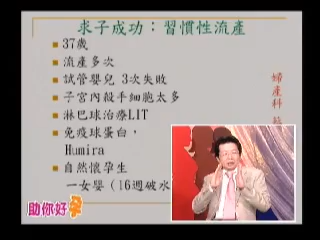 求子成功：習慣性流產
37歲
流產多次
試管嬰兒 3次失敗
子宮內殺手細胞太多
淋巴球治療LIT
免疫球蛋白，
Humira
自然懷孕生
一女嬰（16週破水
婦產科
助你好孕